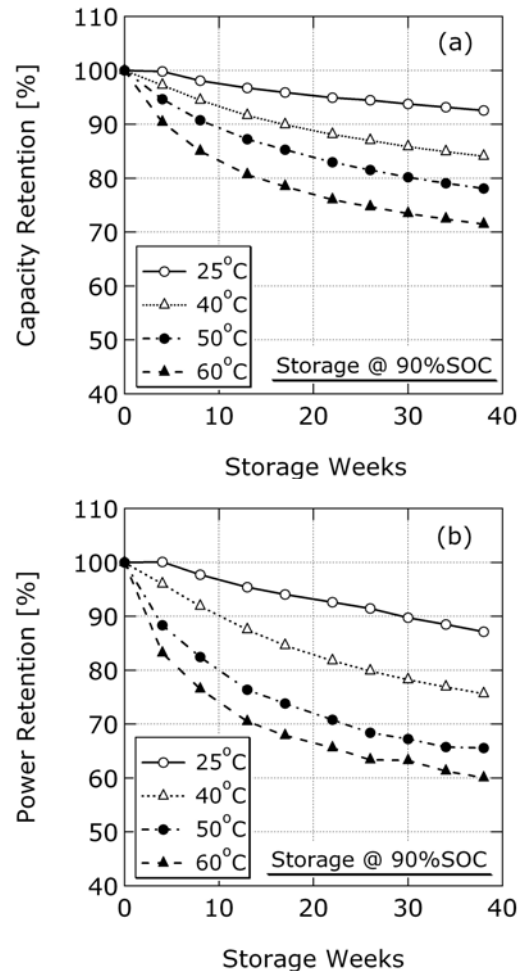 110
100
90
80
70
60
50
40
Capacity Retention [%]
(a)
25°C
40°C
50°C
60°C
Storage @ 90%SOC
0
10
20
30
40
Storage Weeks
110
100
90
80
70
60
50
40
Power Retention [%]
(b)
25°C
40°C
50°C
60°C
Storage @ 90%SOC
0
10
20
30
40
Storage Weeks